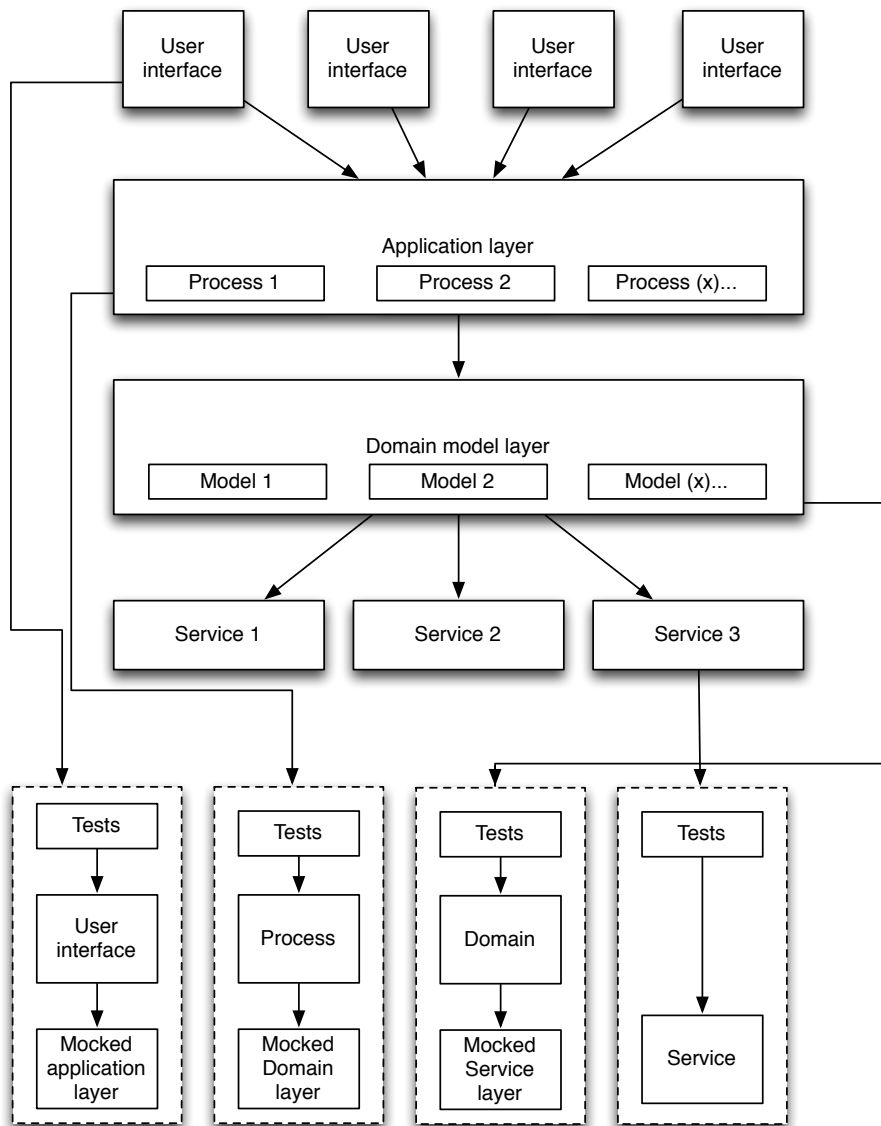 User
interface
User
interface
User
interface
User
interface
Application layer
Process 1
Process 2
Process (x)...
Domain model layer
Model 1
Model 2
Model (x)...
Service 1
Service 2
Service 3
Tests
User
interface
Mocked
application
layer
Tests
Process
Mocked
Domain
layer
Tests
Domain
Mocked
Service
layer
Tests
Service